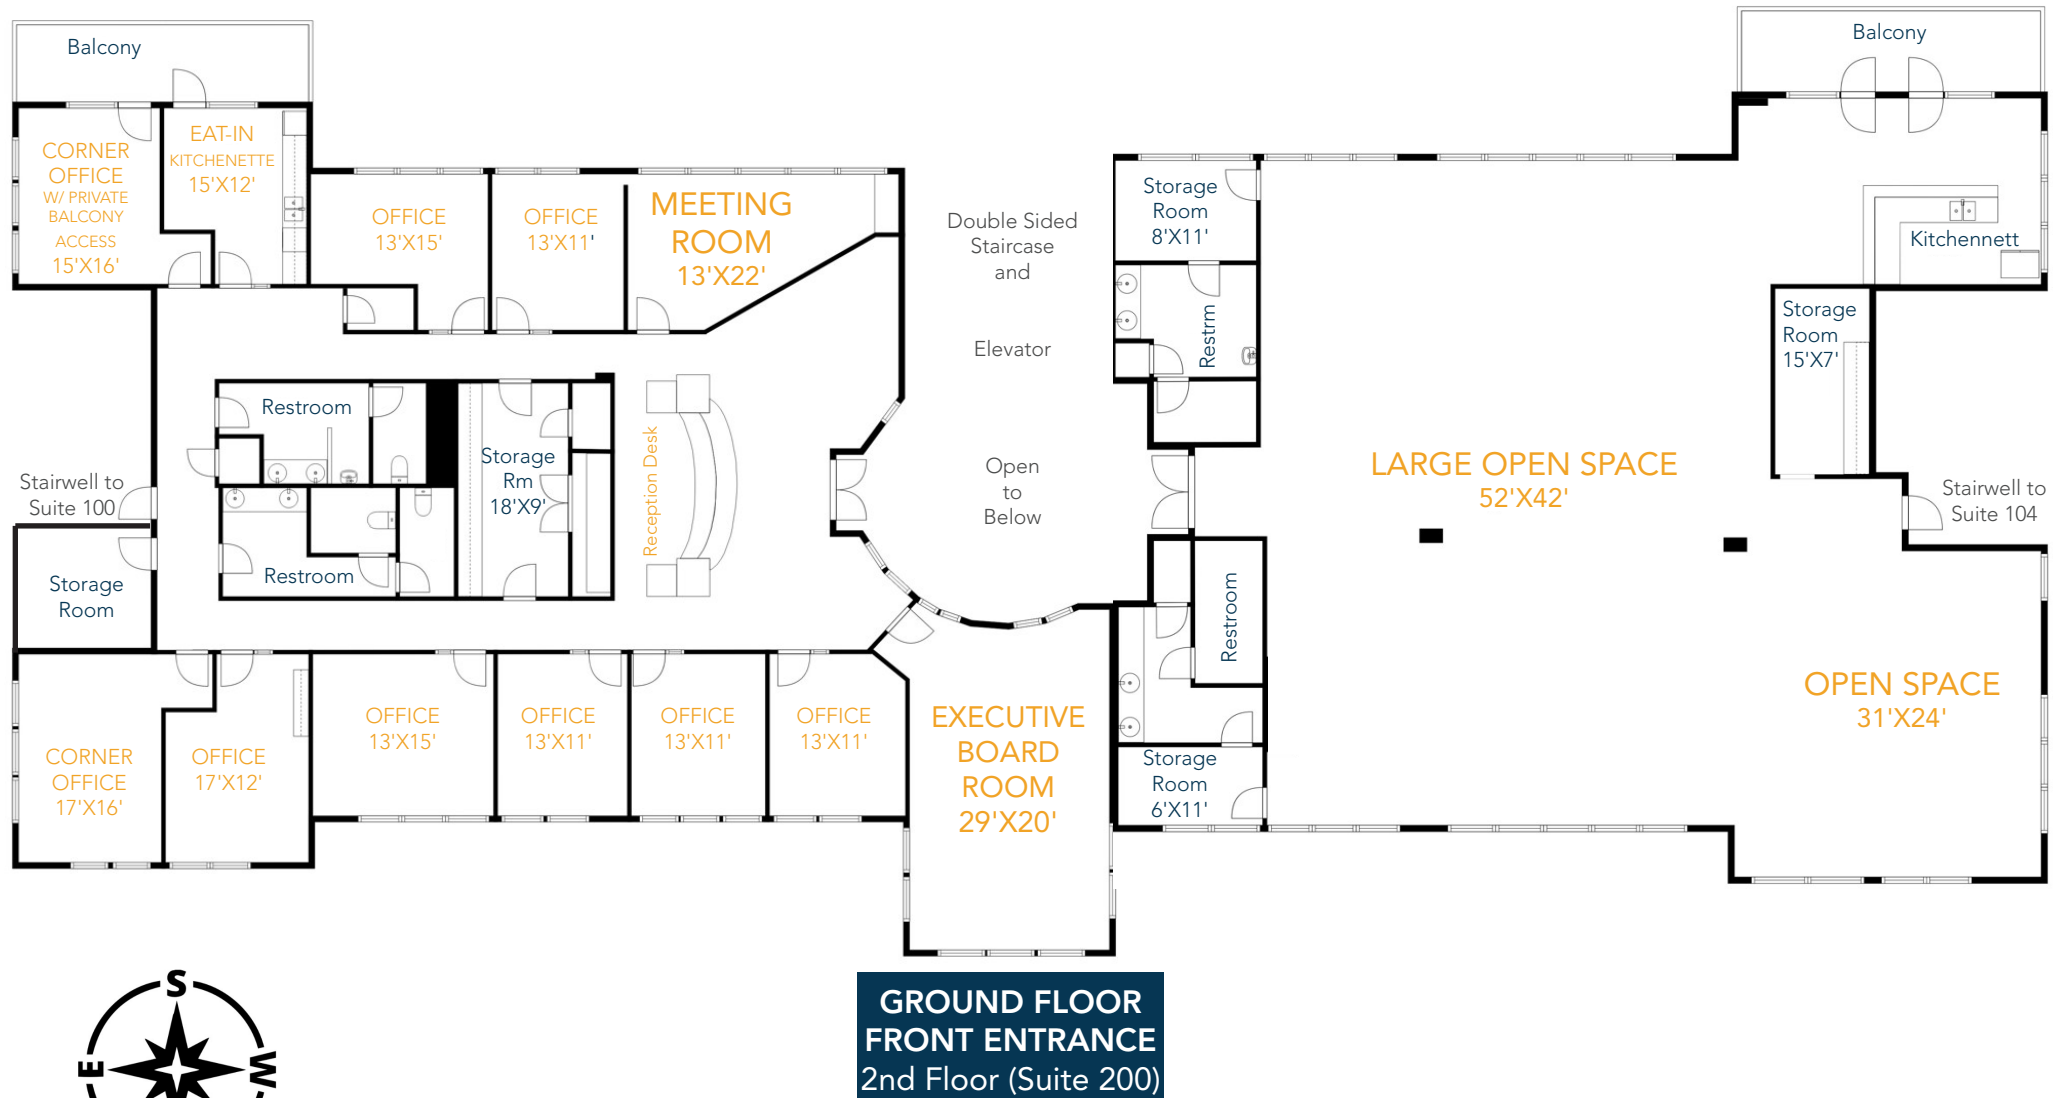 Balcony
Balcony
CORNER
OFFICE
W/ PRIVATE
BALCONY
ACCESS
15'X16'
EAT-IN
KITCHENETTE
15'X12'
OFFICE
13'X15'
OFFICE
13'X11'
MEETING
ROOM
13'X22'
Double Sided
Staircase
and
Elevator
Open
to
Below
Storage
Room
8'X11'
Restrm
Kitchennett
Storage
Room
15'X7'
LARGE OPEN SPACE
52'X42'
Stairwell to
Suite 100
Restroom
Storage
Rm
18'X9'
Reception Desk
Restroom
Storage
Room
Stairwell to
Suite 104
Restroom
OPEN SPACE
31'X24'
CORNER
OFFICE
17'X16'
OFFICE
17'X12'
OFFICE
13'X15'
OFFICE
13'X11'
OFFICE
13'X11'
OFFICE
13'X11'
EXECUTIVE
BOARD
ROOM
29'X20'
Storage
Room
6'X11'
S
E
W
GROUND FLOOR
FRONT ENTRANCE
2nd Floor (Suite 200)